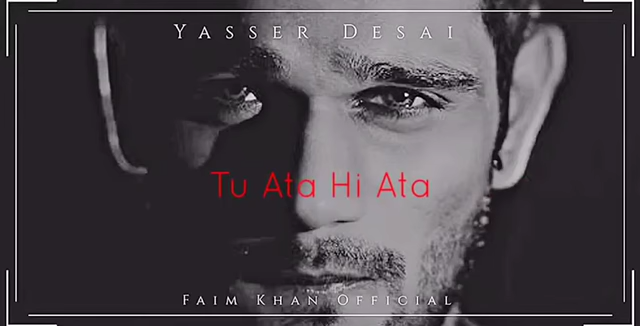 Yasser Desai
Tu Ata Hi Ata
Faim Khan Official